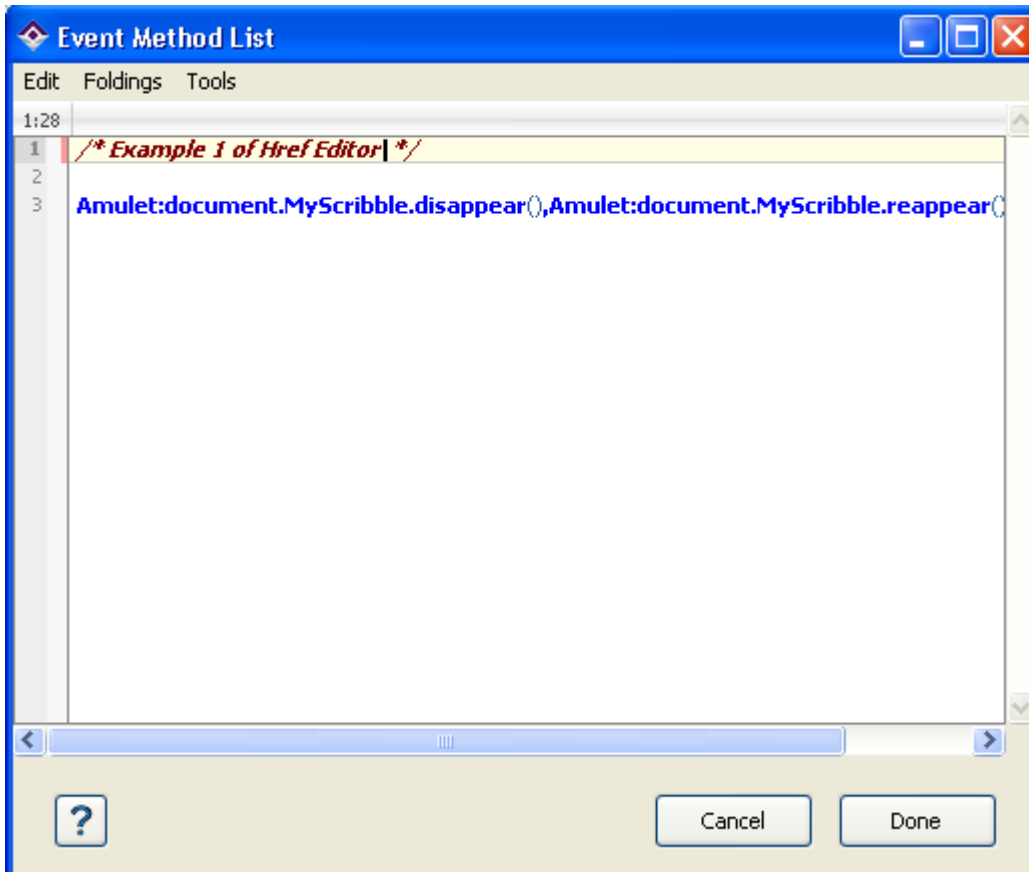 Event Method List
Edit Foldings Tools
1:28
1 /* Example 1 of Href Editor */
2
3 Amulet:document.MyScribble.disappear(),Amulet:document.MyScribble.reappear()
?
Cancel Done